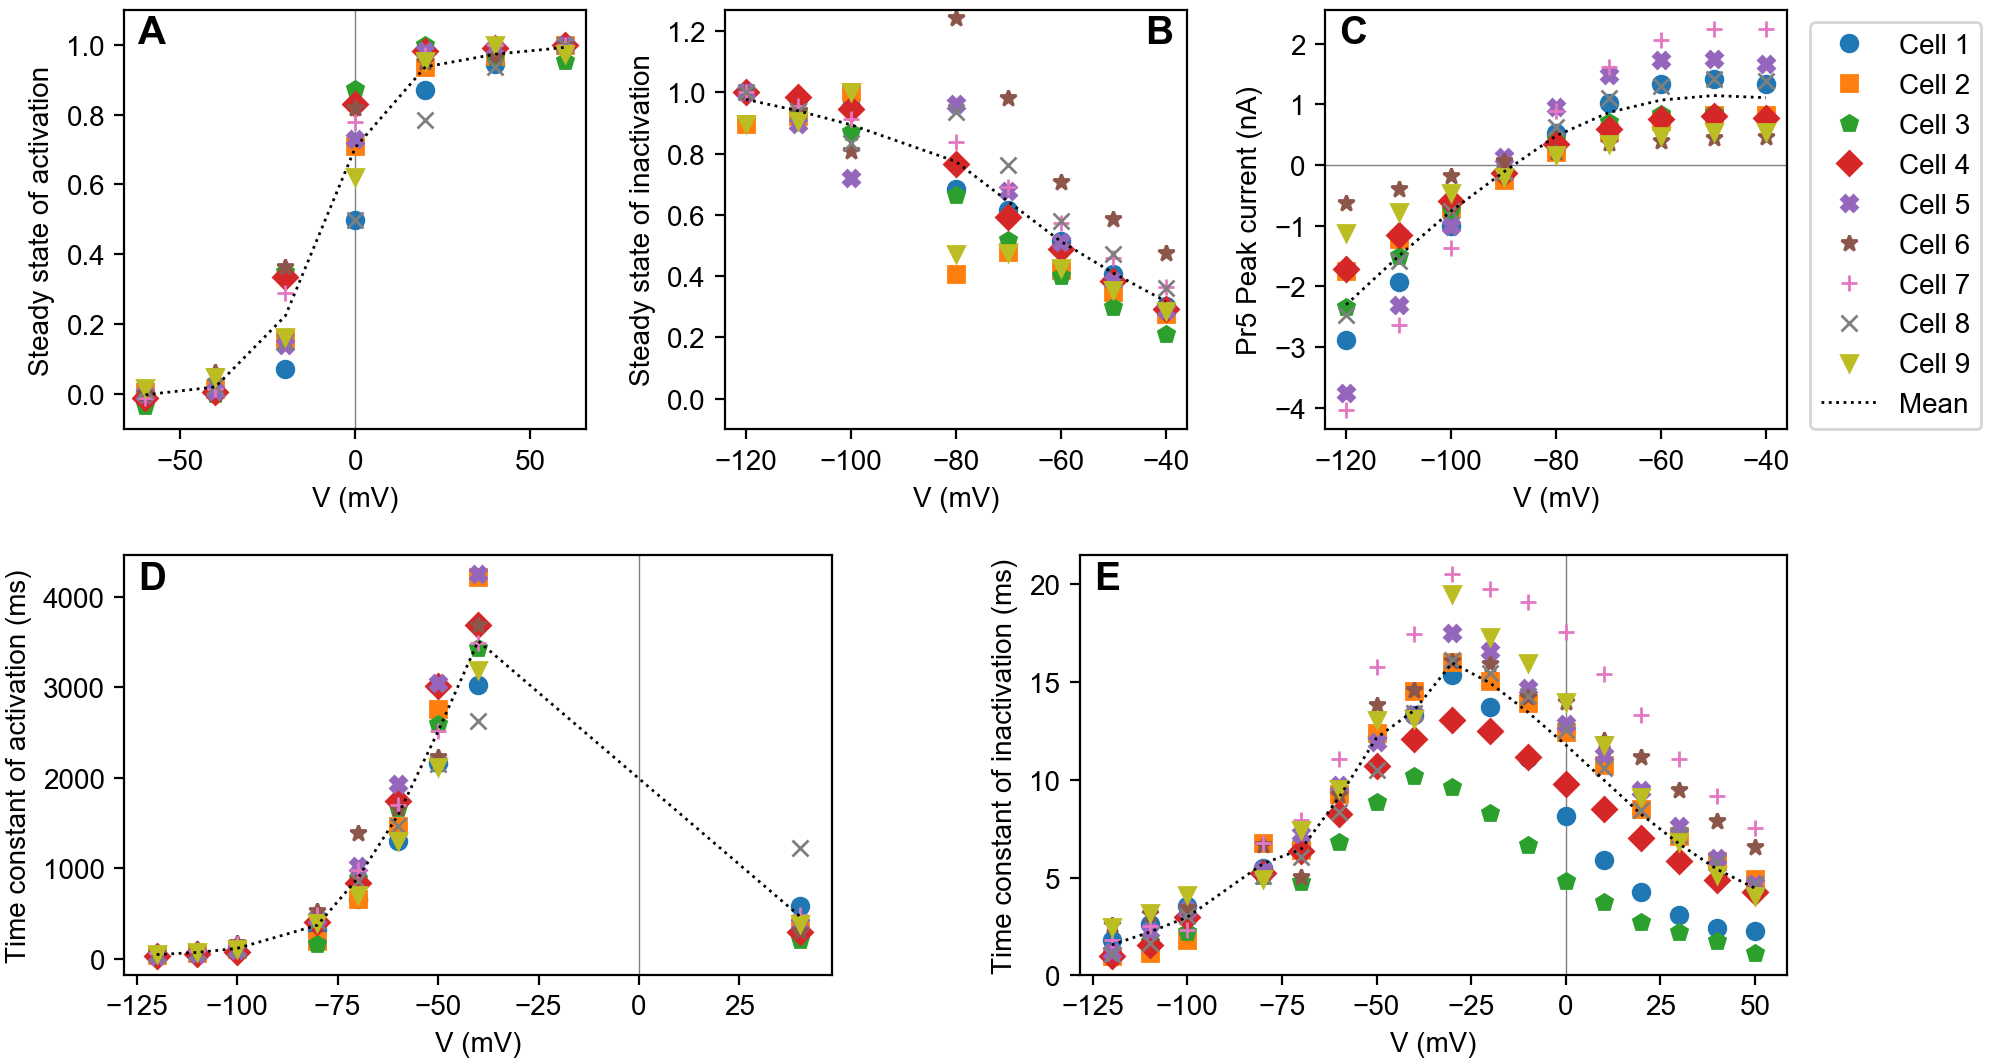 A
Steady state of activation
1.0
0.8
0.6
0.4
0.2
0.0
−50 0 50
V (mV)
B
Steady state of inactivation
1.2
1.0
0.8
0.6
0.4
0.2
0.0
−120 −100 −80 −60 −40
V (mV)
C
Pr5 Peak current (nA)
2
1
0
−1
−2
−3
−4
−120 −100 −80 −60 −40
V (mV)
Cell 1
Cell 2
Cell 3
Cell 4
Cell 5
Cell 6
Cell 7
Cell 8
Cell 9
Mean
D
Time constant of activation (ms)
4000
3000
2000
1000
0
−125 −100 −75 −50 −25 0 25
V (mV)
E
Time constant of inactivation (ms)
20
15
10
5
0
−125 −100 −75 −50 −25 0 25 50
V (mV)